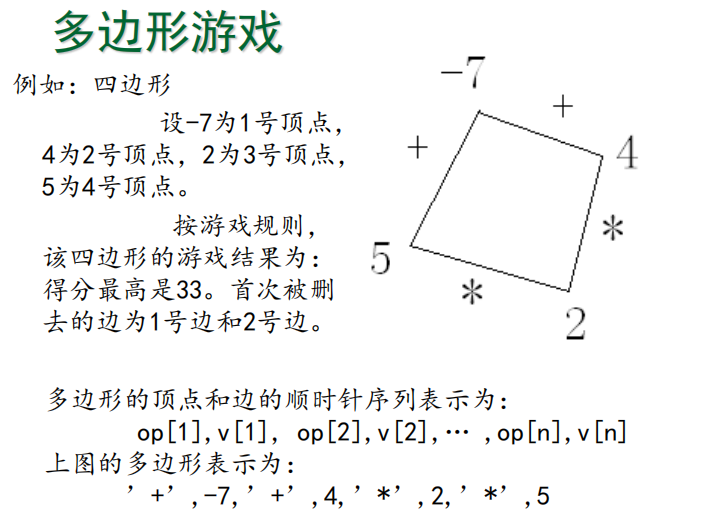 多边形游戏
例如：四边形
设-7为1号顶点，
4为2号顶点，2为3号顶点，
5为4号顶点。
按游戏规则，
该四边形的游戏结果为：
得分最高是33。首次被删
去的边为1号边和2号边。
-7
+
+
4
5
*
*
2
多边形的顶点和边的顺时针序列表示为：
op[1],v[1], op[2],v[2],… ,op[n],v[n]
上图的多边形表示为：
’+’,-7,’+’,4,’*’,2,’*’,5